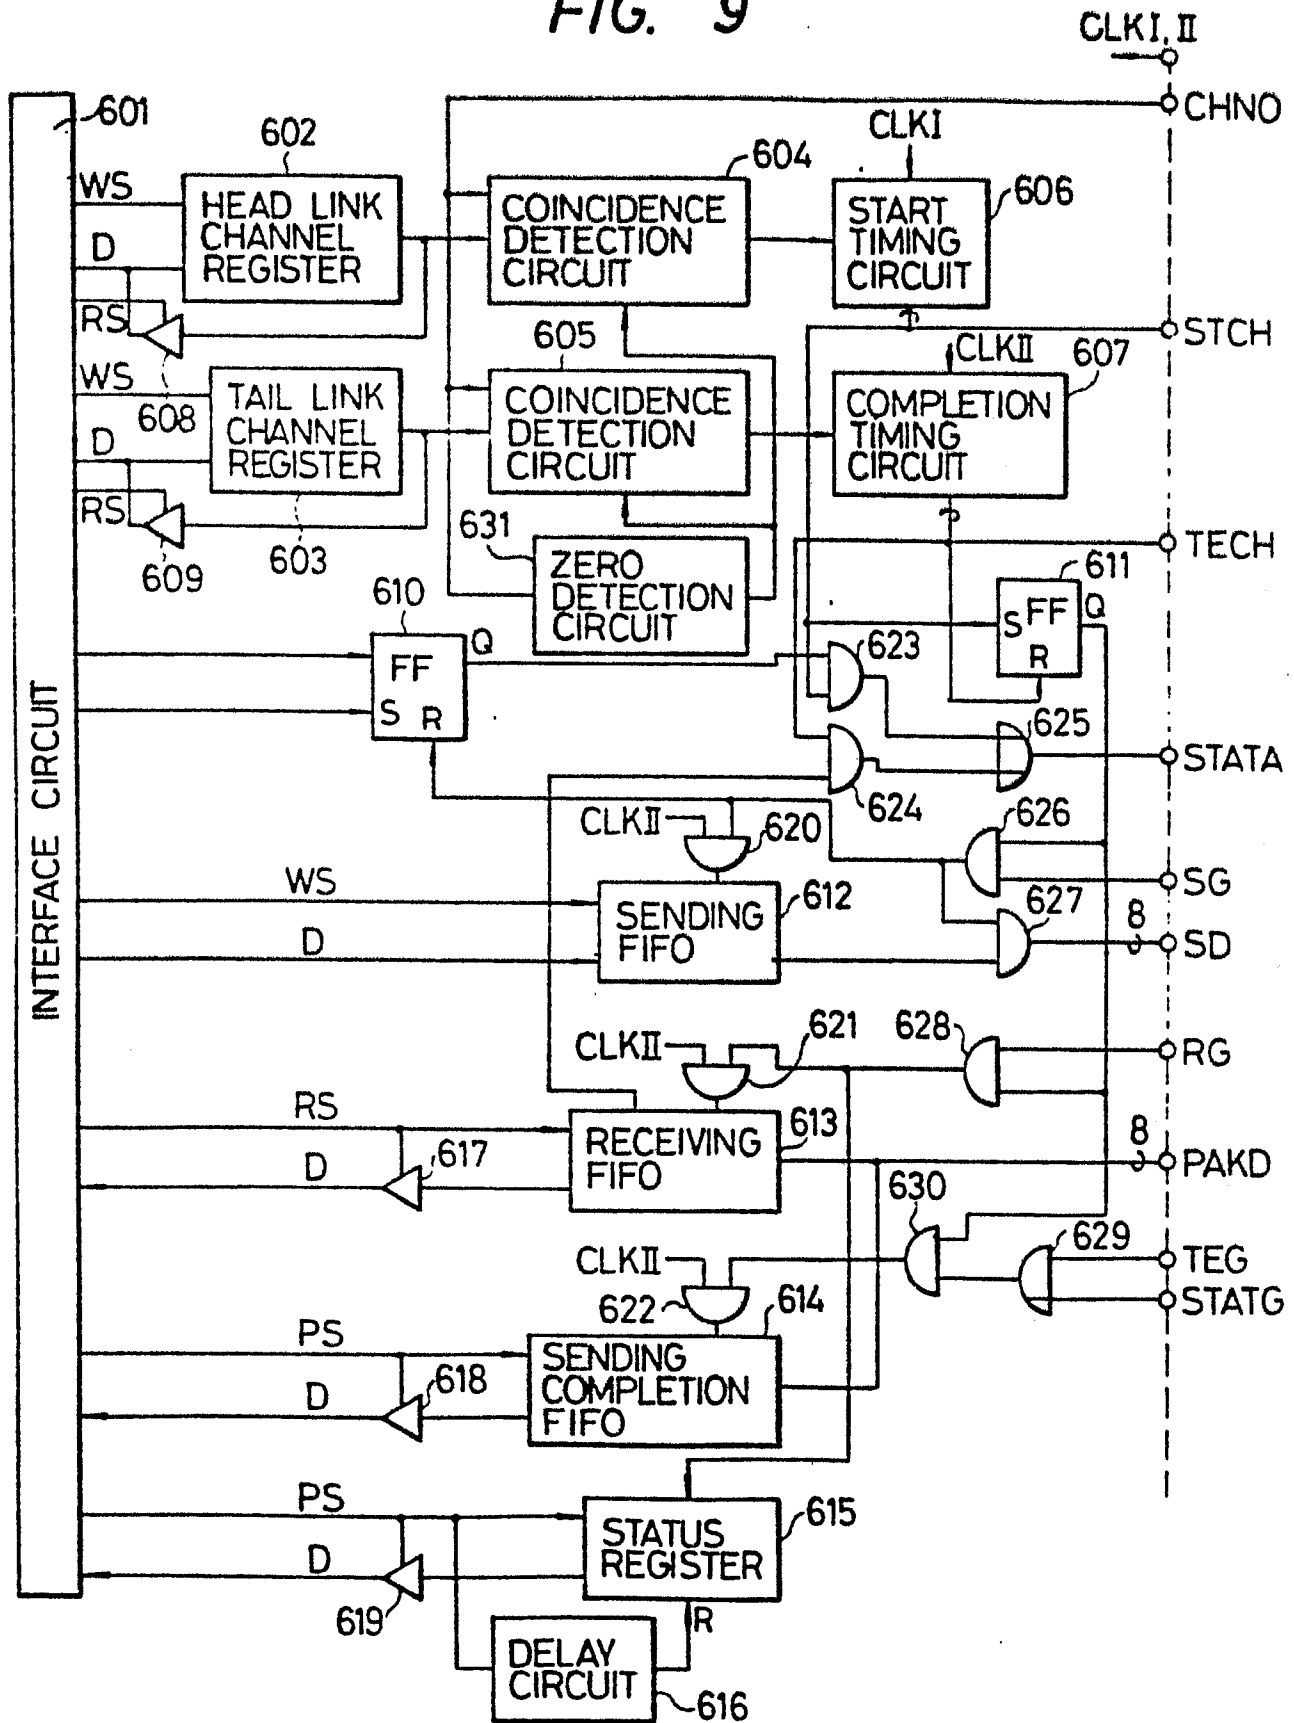 FIG. 9
CLKI, II
CHNO
601
602
CLKI
604
606
WS
HEAD LINK
CHANNEL
REGISTER
COINCIDENCE
DETECTION
CIRCUIT
START
TIMING
CIRCUIT
D
RS
608
STCH
605
CLKII
607
WS
TAIL LINK
CHANNEL
REGISTER
COINCIDENCE
DETECTION
CIRCUIT
COMPLETION
TIMING
CIRCUIT
D
RS
609
603
631
ZERO
DETECTION
CIRCUIT
TECH
611
S FF Q
R
610
FF Q
S R
623
625
STATA
624
CLKII
620
626
SG
INTERFACE CIRCUIT
WS
D
612
SENDING
FIFO
627
8
SD
CLKII
621
628
RG
RS
D
617
RECEIVING
FIFO
613
8
PAKD
630
629
TEG
STATG
CLKII
622
614
PS
D
618
SENDING
COMPLETION
FIFO
PS
D
619
STATUS
REGISTER
615
R
DELAY
CIRCUIT
616